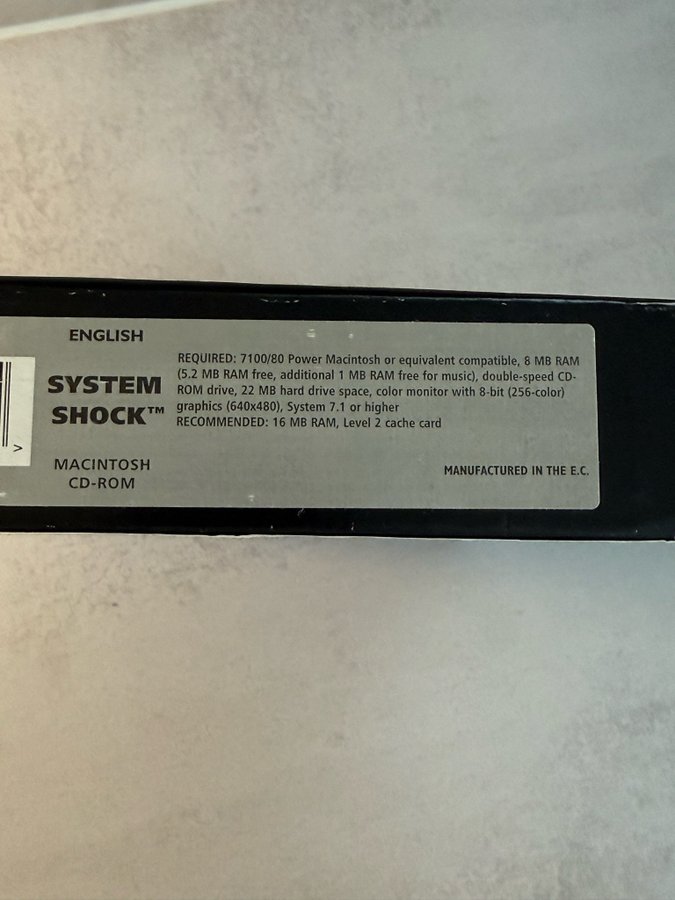 ENGLISH
SYSTEM
SHOCK™
MACINTOSH
CD-ROM
REQUIRED: 7100/80 Power Macintosh or equivalent compatible, 8 MB RAM
(5.2 MB RAM free, additional 1 MB RAM free for music), double-speed CD-
ROM drive, 22 MB hard drive space, color monitor with 8-bit (256-color)
graphics (640x480), System 7.1 or higher
RECOMMENDED: 16 MB RAM, Level 2 cache card
MANUFACTURED IN THE E.C.